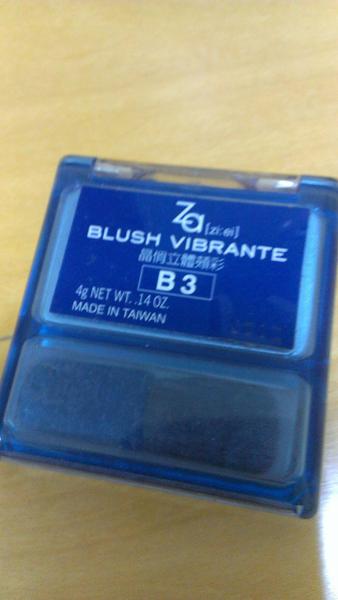 Za [zi:ei]
BLUSH VIBRANTE
晶俏立體頰彩
B3
4g NET WT. .14 OZ.
MADE IN TAIWAN